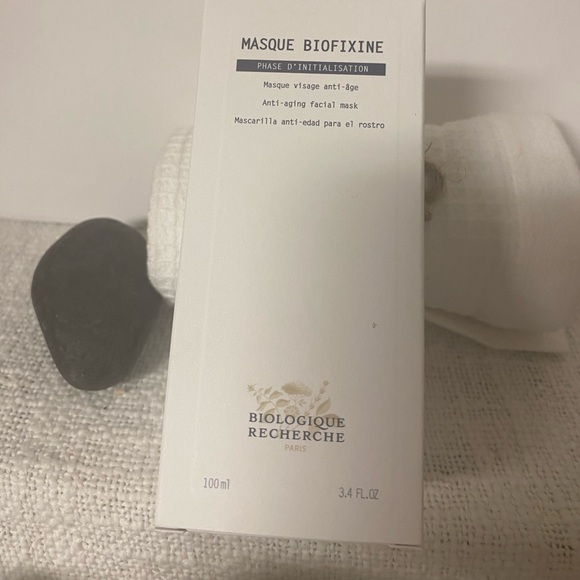 MASQUE BIOFIXINE
PHASE D'INITIALISATION
Masque visage anti-âge
Anti-aging facial mask
Mascarilla anti-edad para el rostro
BIOLOGIQUE
RECHERCHE
PARIS
100 ml
3.4 FL.OZ